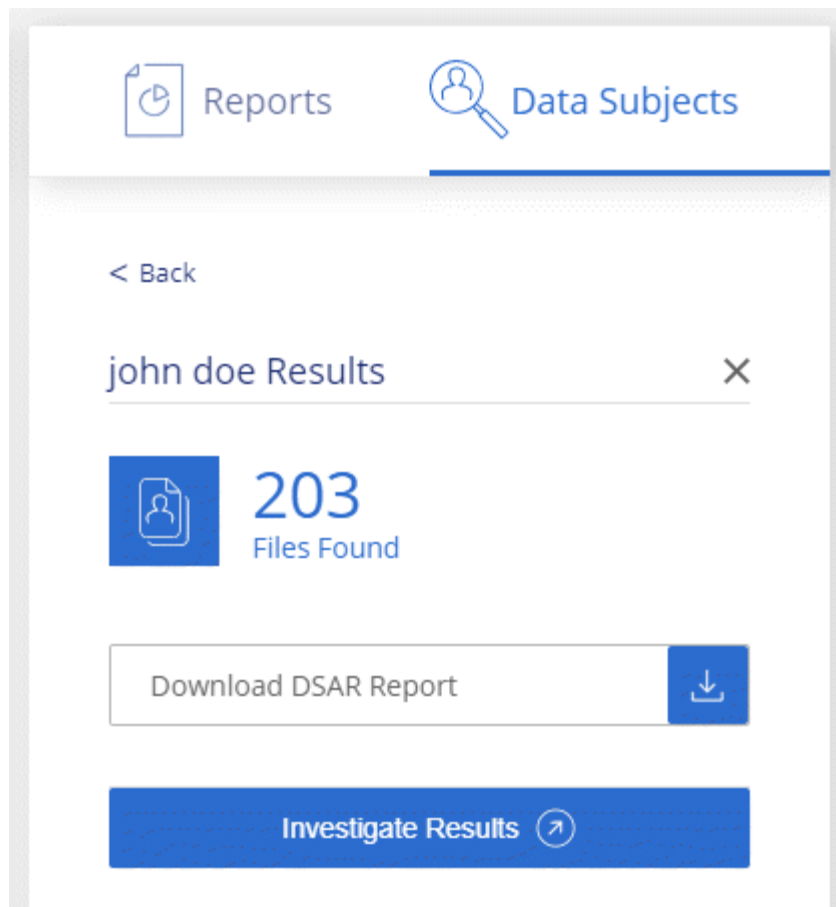 Reports
Data Subjects
< Back
john doe Results
203
Files Found
Download DSAR Report
Investigate Results